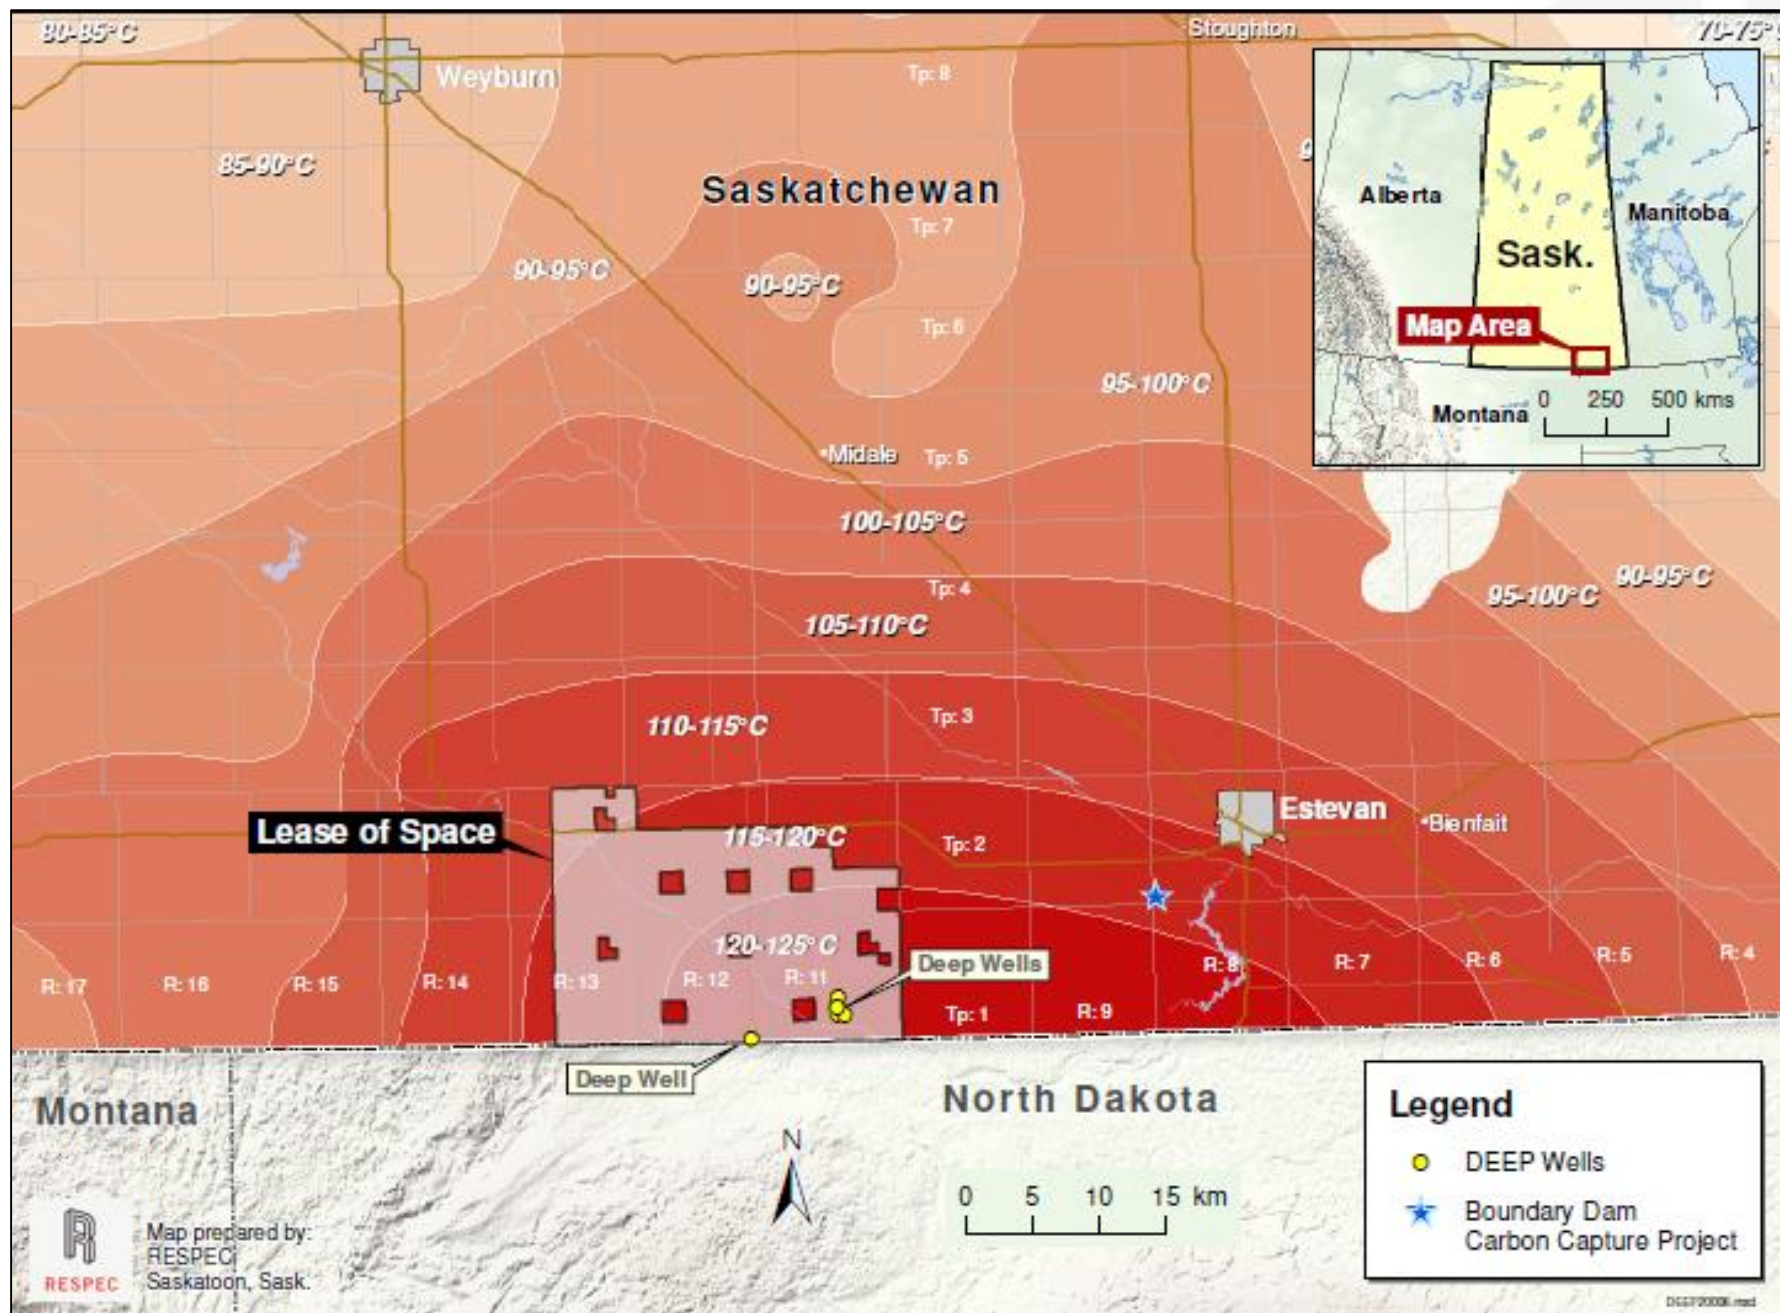 80-85°C
Stoughton
70-75°C
Weyburn
Tp: 8
85-90°C
Saskatchewan
Tp: 7
90-95°C
90-95°C
Tp: 6
95-100°C
Midale
Tp: 5
100-105°C
Tp: 4
105-110°C
95-100°C
90-95°C
110-115°C
Tp: 3
Lease of Space
115-120°C
Tp: 2
Estevan
Bienfait
120-125°C
Deep Wells
R: 17
R: 16
R: 15
R: 14
R: 13
R: 12
R: 11
Tp: 1
R: 9
R: 8
R: 7
R: 6
R: 5
R: 4
Deep Well
Montana
North Dakota
N
0 5 10 15 km
RESPEC
Map prepared by:
RESPEC
Saskatoon, Sask.
Alberta
Manitoba
Sask.
Map Area
Montana
0 250 500 kms
Legend
DEEP Wells
Boundary Dam
Carbon Capture Project